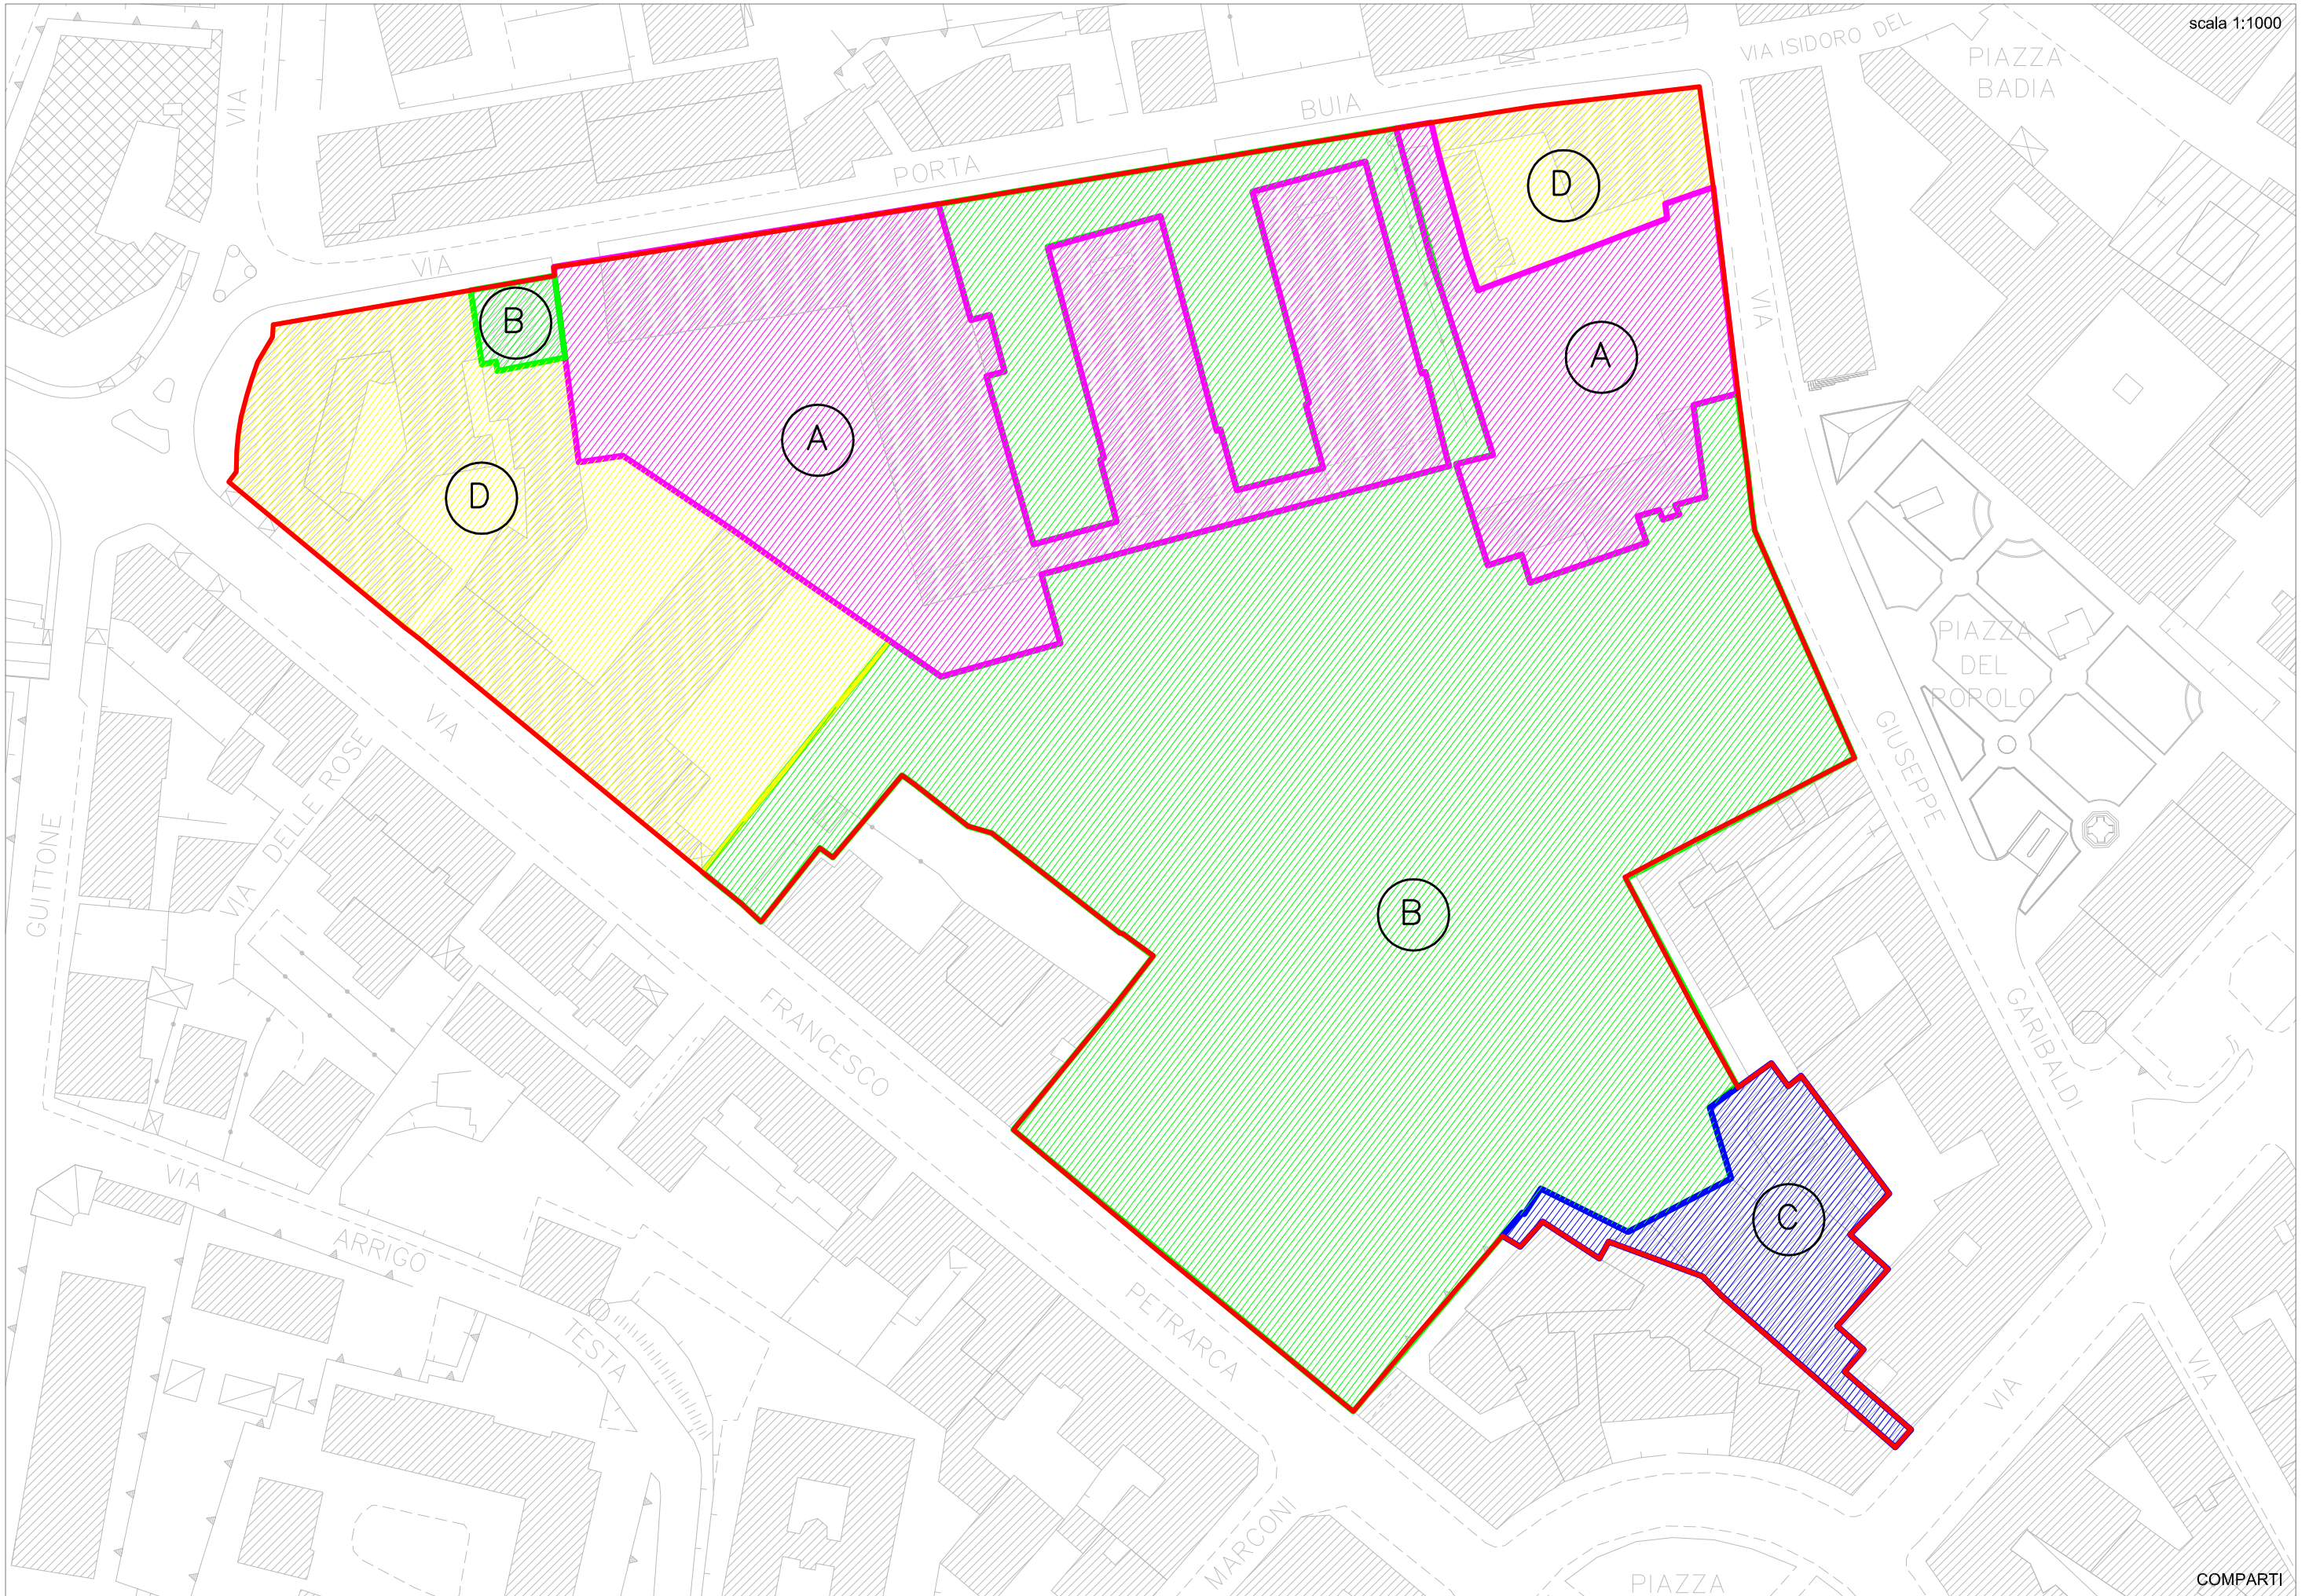 scala 1:1000
VIA ISIDORO DEL
PIAZZA
BADIA
VIA
BUIA
PORTA
VIA
D
B
VIA
A
A
D
PIAZZA
DEL
POPOLO
VIA
GIUSEPPE
DELLE ROSE
VIA
GUITTONE
B
FRANCESCO
GARIBALDI
VIA
C
ARRIGO
PETRARCA
TESTA
VIA
VIA
MARCONI
PIAZZA
COMPARTI